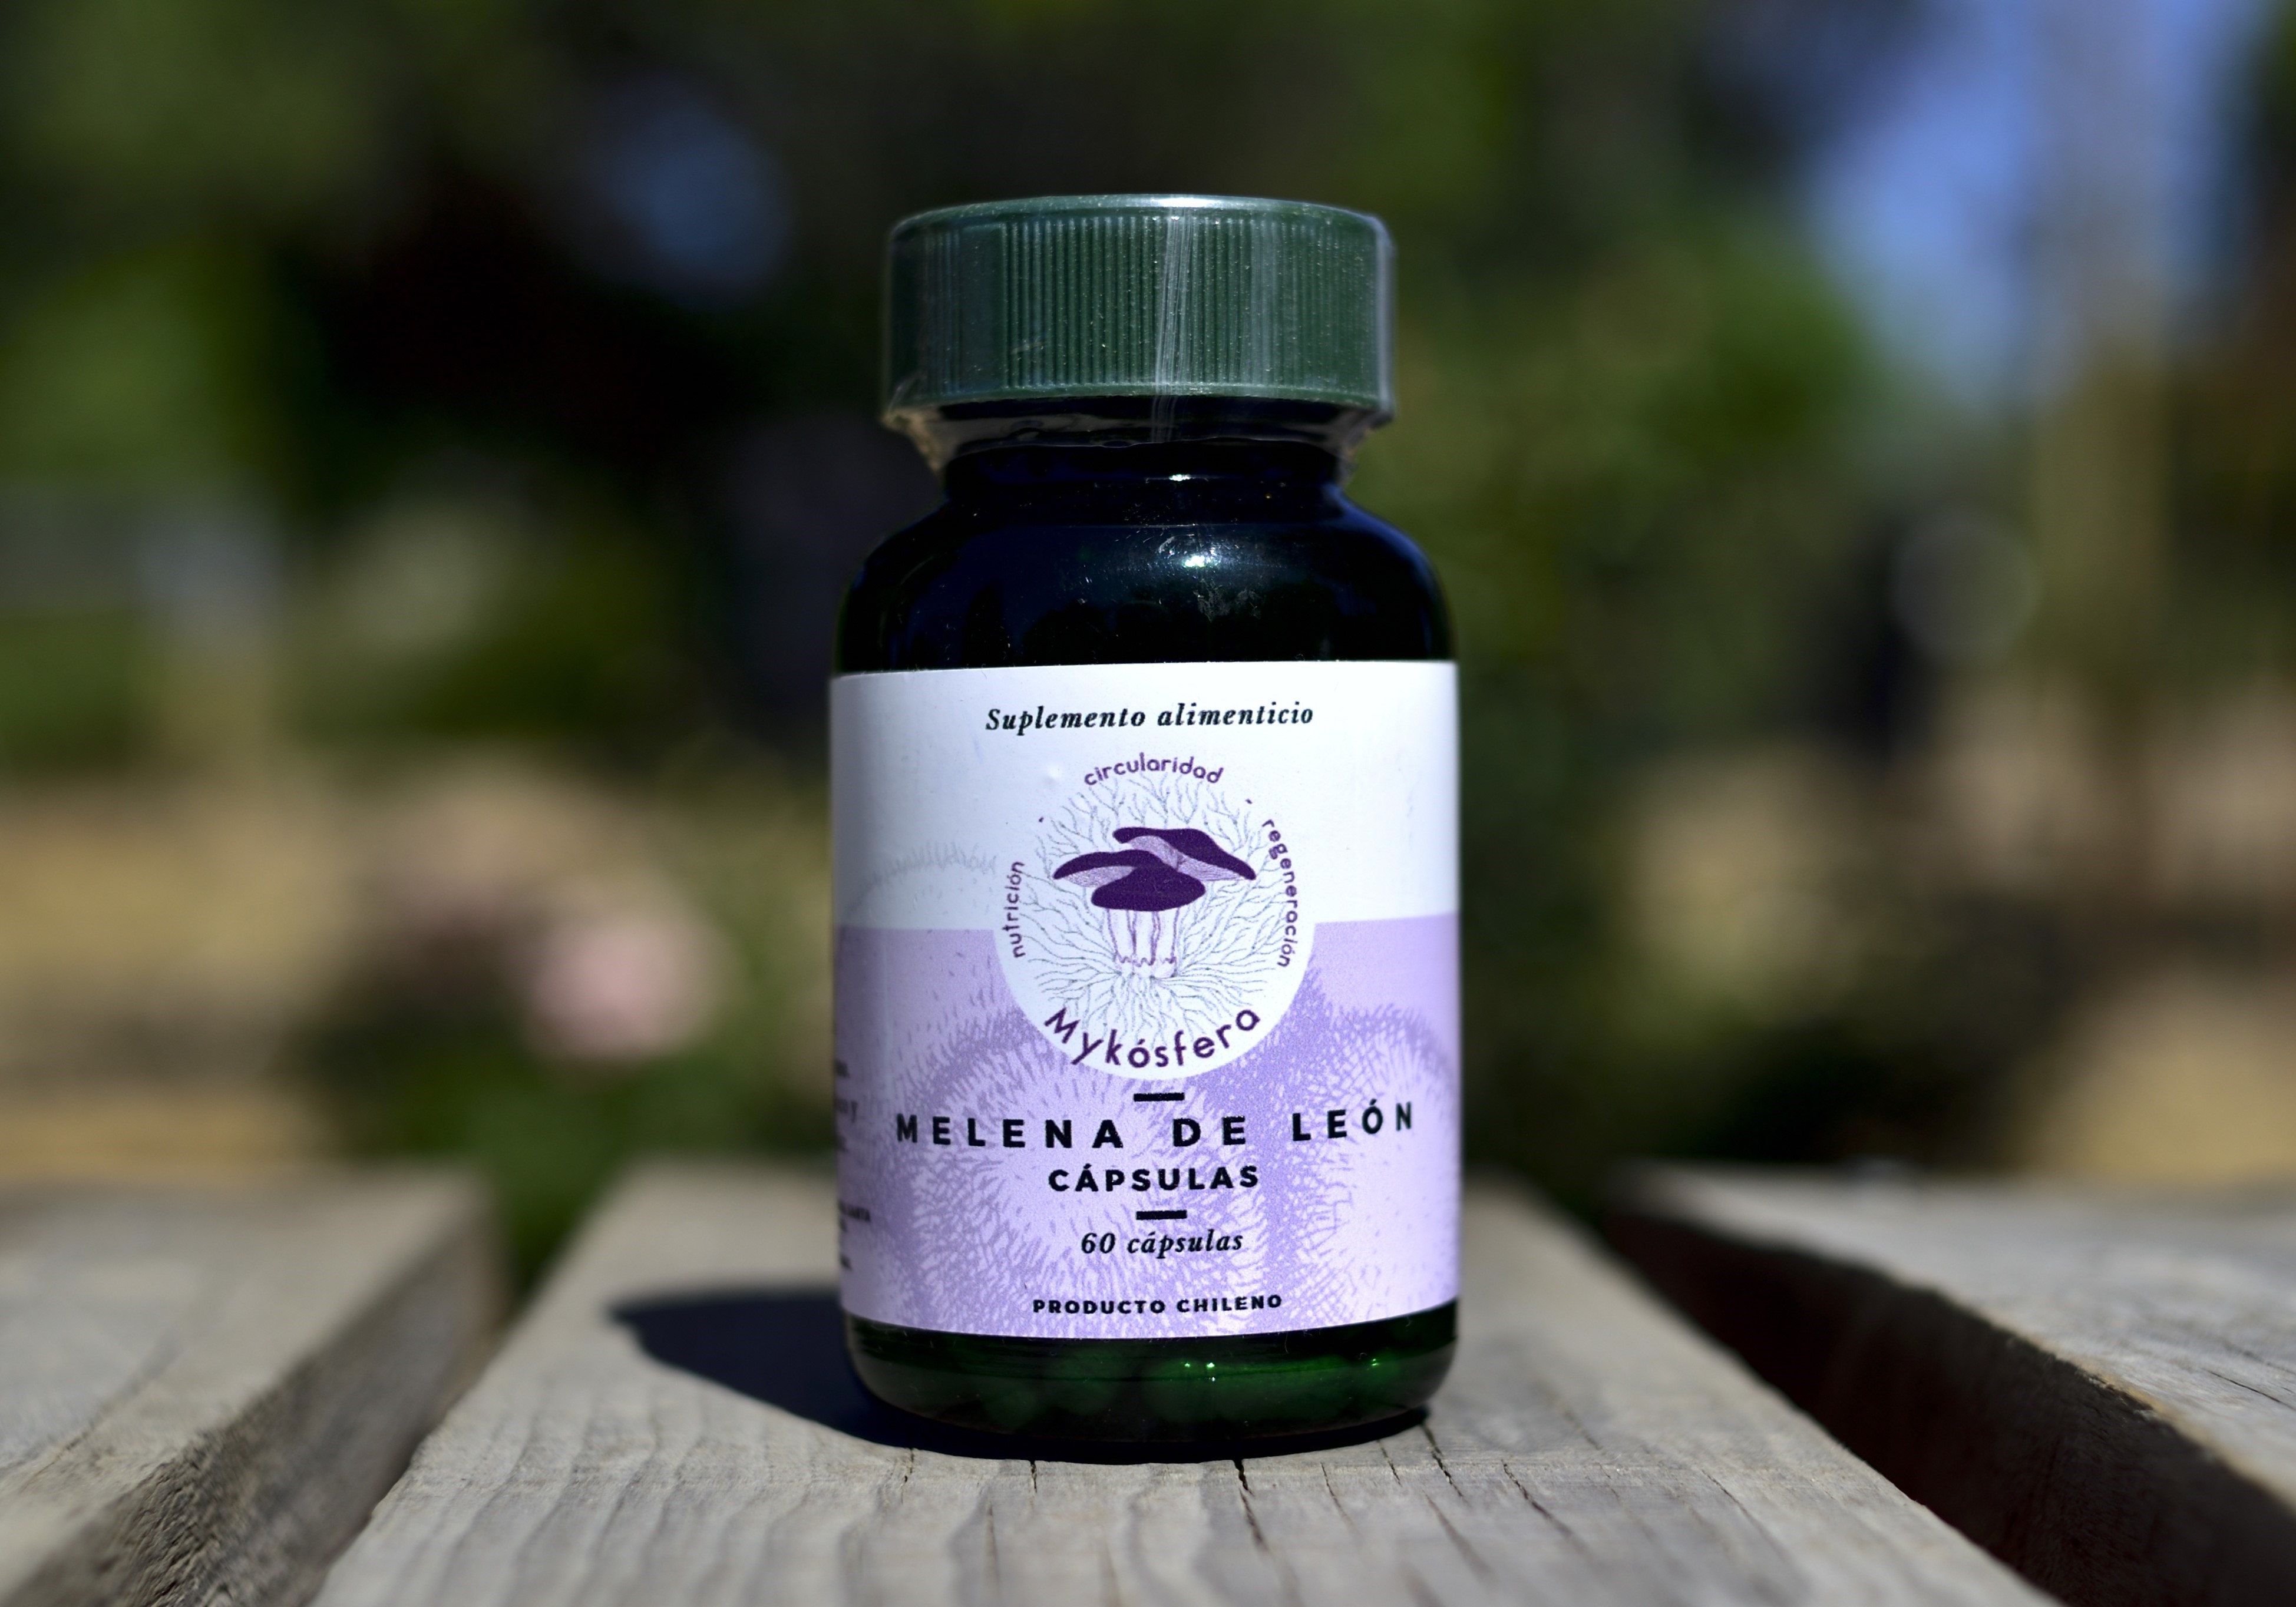 Suplemento alimenticio
nutrición · circularidad · regeneración
Mykósfera
MELENA DE LEÓN
CÁPSULAS
60 cápsulas
PRODUCTO CHILENO